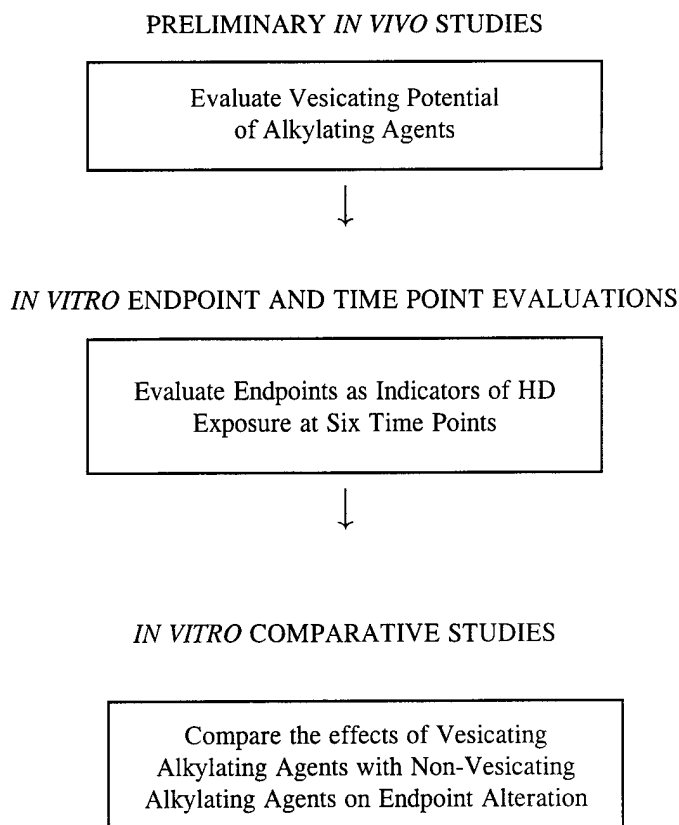 PRELIMINARY IN VIVO STUDIES
Evaluate Vesicating Potential
of Alkylating Agents
IN VITRO ENDPOINT AND TIME POINT EVALUATIONS
Evaluate Endpoints as Indicators of HD
Exposure at Six Time Points
IN VITRO COMPARATIVE STUDIES
Compare the effects of Vesicating
Alkylating Agents with Non-Vesicating
Alkylating Agents on Endpoint Alteration